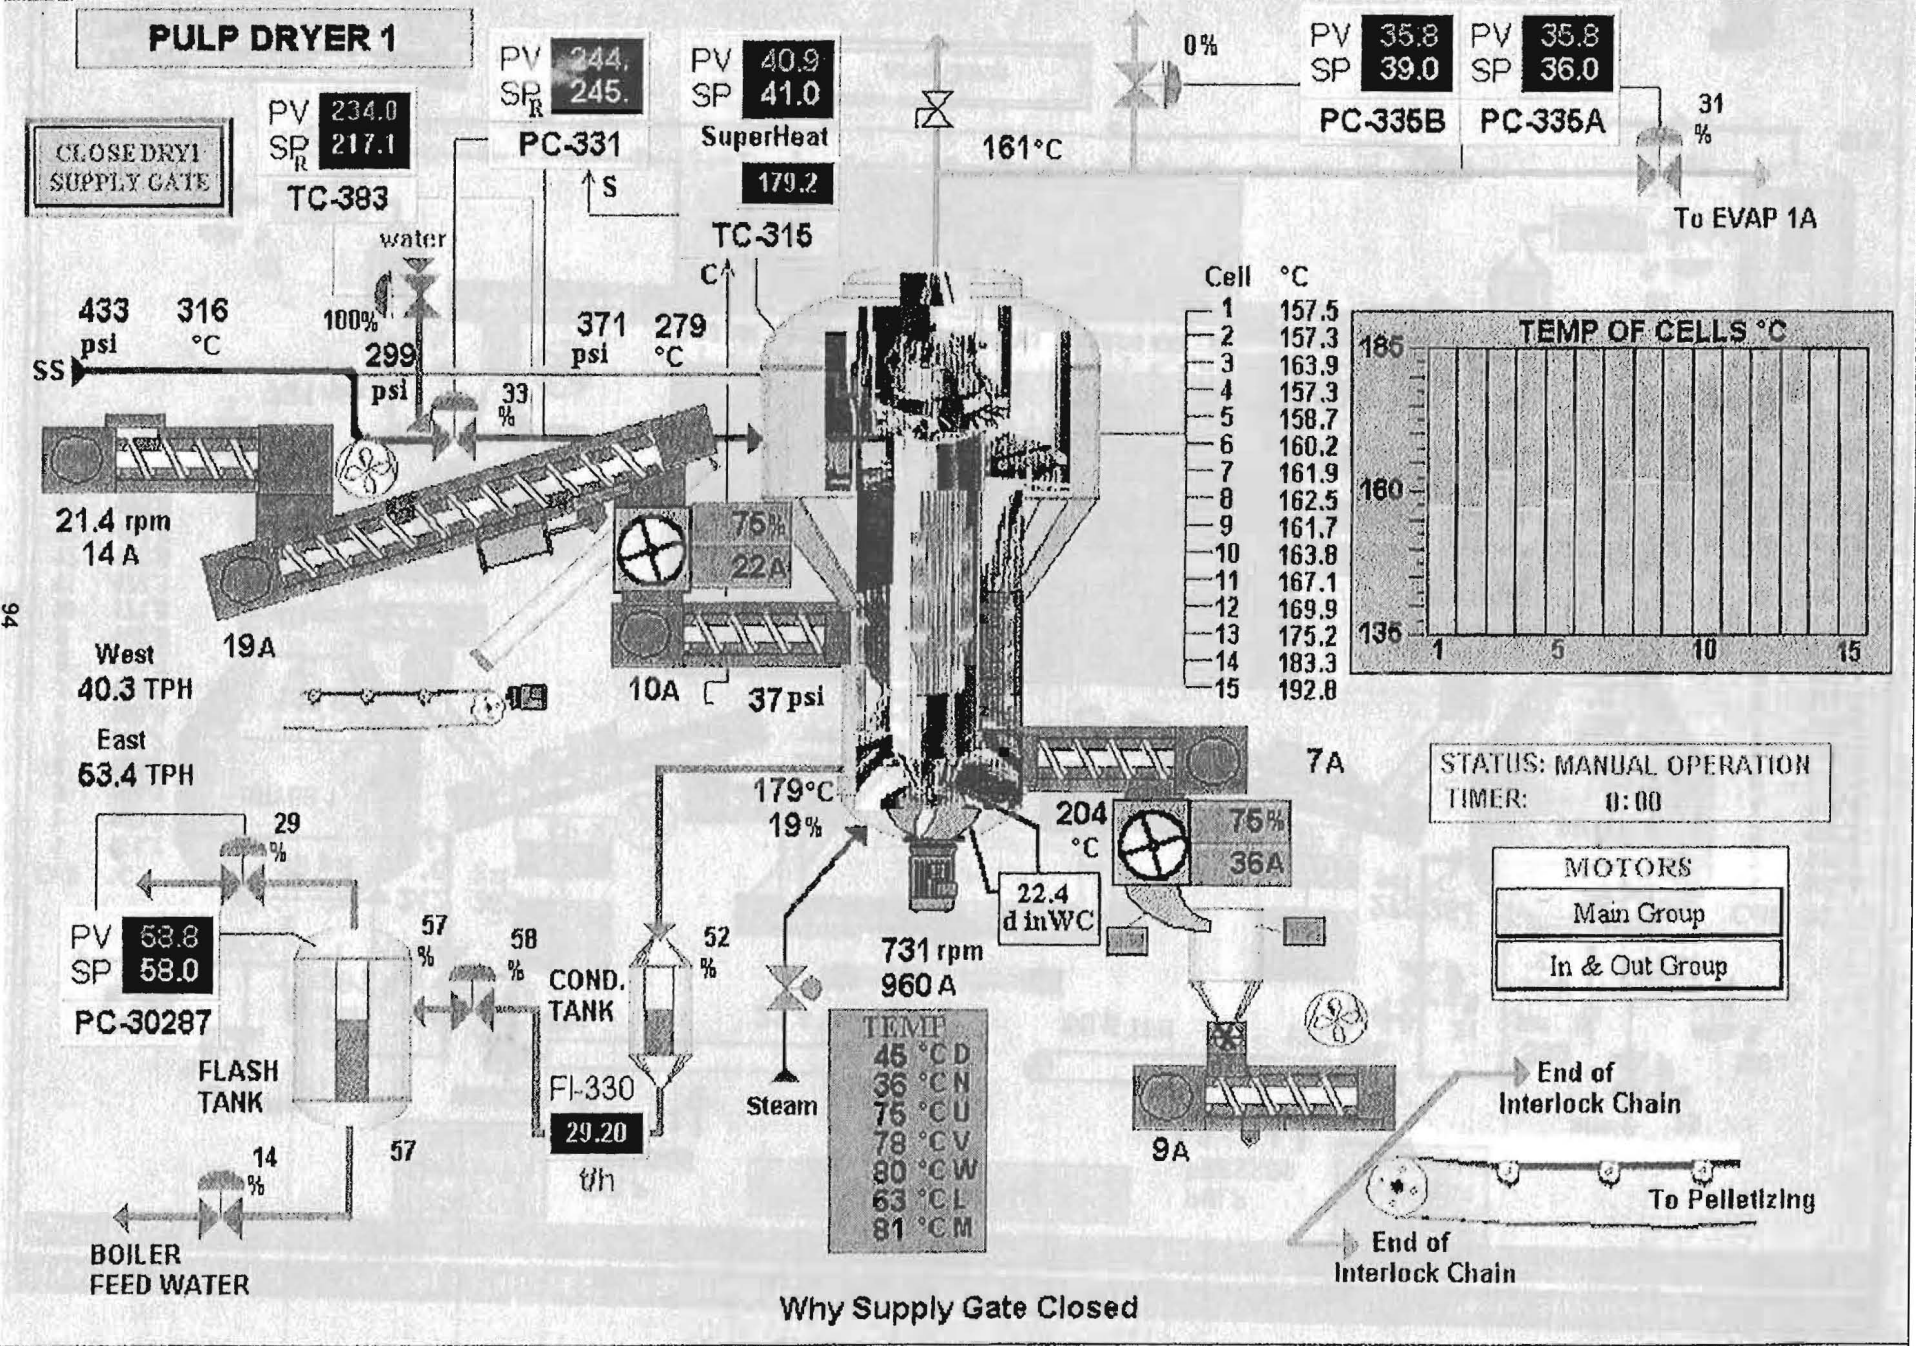 PULP DRYER 1
CLOSE DRY1
SUPPLY GATE
PV 234.0
SP R 217.1
TC-383
PV 244.
SP R 245.
PC-331
S
PV 40.9
SP 41.0
SuperHeat
179.2
TC-315
C
0%
PV 35.8
SP 39.0
PC-335B
PV 35.8
SP 36.0
PC-335A
31
%
To EVAP 1A
161°C
water
100%
433
psi
316
°C
299
psi
371
psi
279
°C
SS
33
%
21.4 rpm
14 A
75%
22A
19A
10A
37 psi
94
West
40.3 TPH
East
53.4 TPH
Cell °C
1 157.5
2 157.3
3 163.9
4 157.3
5 158.7
6 160.2
7 161.9
8 162.5
9 161.7
10 163.8
11 167.1
12 169.9
13 175.2
14 183.3
15 192.8
TEMP OF CELLS °C
185
160
135
1 5 10 15
7A
STATUS: MANUAL OPERATION
TIMER: 0:00
179°C
19%
204
°C
75%
36A
22.4
d inWC
731 rpm
960 A
MOTORS
Main Group
In & Out Group
29
%
PV 58.8
SP 58.0
PC-30287
57
%
58
%
COND.
TANK
52
%
FLASH
TANK
57
FI-330
29.20
t/h
Steam
TEMP
45 °C D
36 °C N
75 °C U
78 °C V
80 °C W
63 °C L
81 °C M
14
%
BOILER
FEED WATER
9A
End of
Interlock Chain
To Pelletizing
End of
Interlock Chain
Why Supply Gate Closed